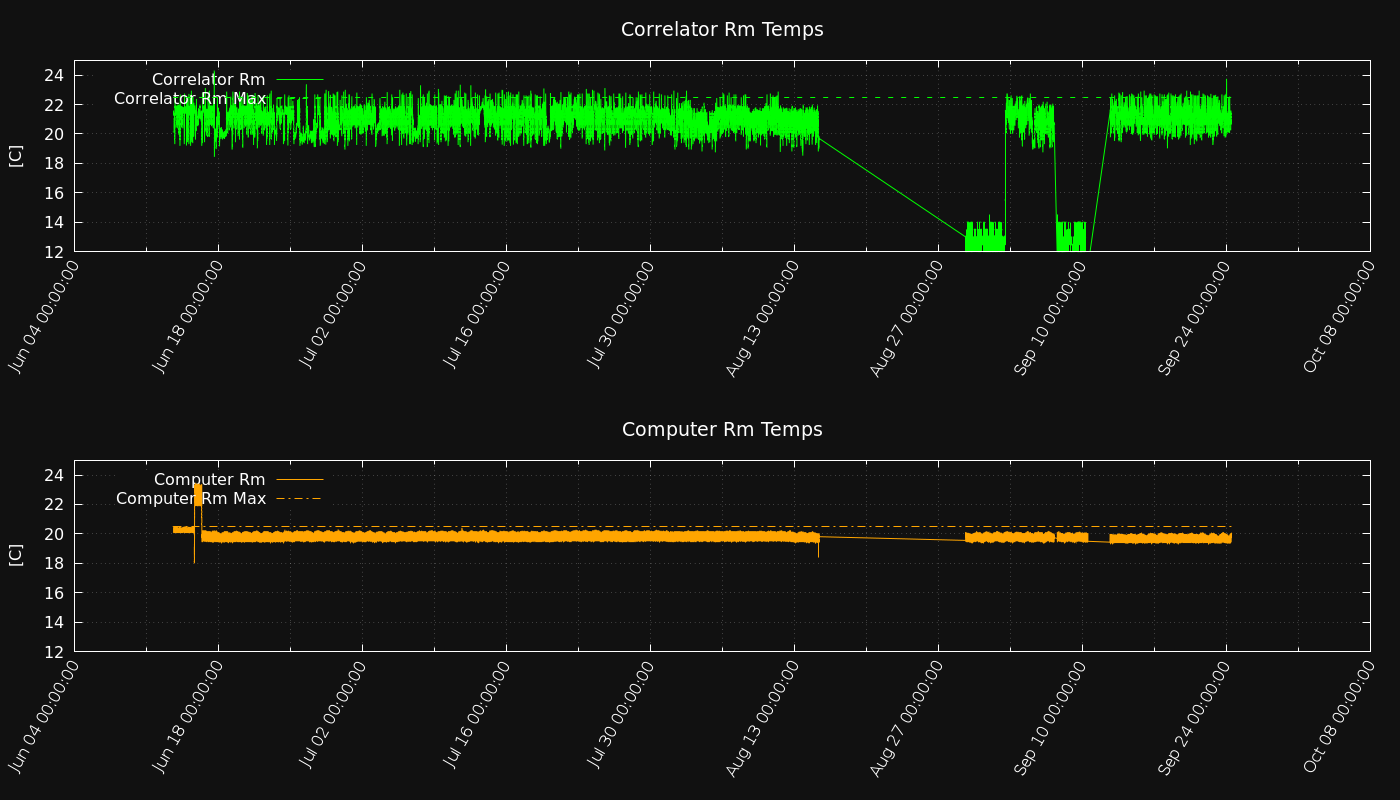 Correlator Rm Temps
Correlator Rm
Correlator Rm Max
[C]
24
22
20
18
16
14
12
Jun 04 00:00:00
Jun 18 00:00:00
Jul 02 00:00:00
Jul 16 00:00:00
Jul 30 00:00:00
Aug 13 00:00:00
Aug 27 00:00:00
Sep 10 00:00:00
Sep 24 00:00:00
Oct 08 00:00:00
Computer Rm Temps
Computer Rm
Computer Rm Max
[C]
24
22
20
18
16
14
12
Jun 04 00:00:00
Jun 18 00:00:00
Jul 02 00:00:00
Jul 16 00:00:00
Jul 30 00:00:00
Aug 13 00:00:00
Aug 27 00:00:00
Sep 10 00:00:00
Sep 24 00:00:00
Oct 08 00:00:00